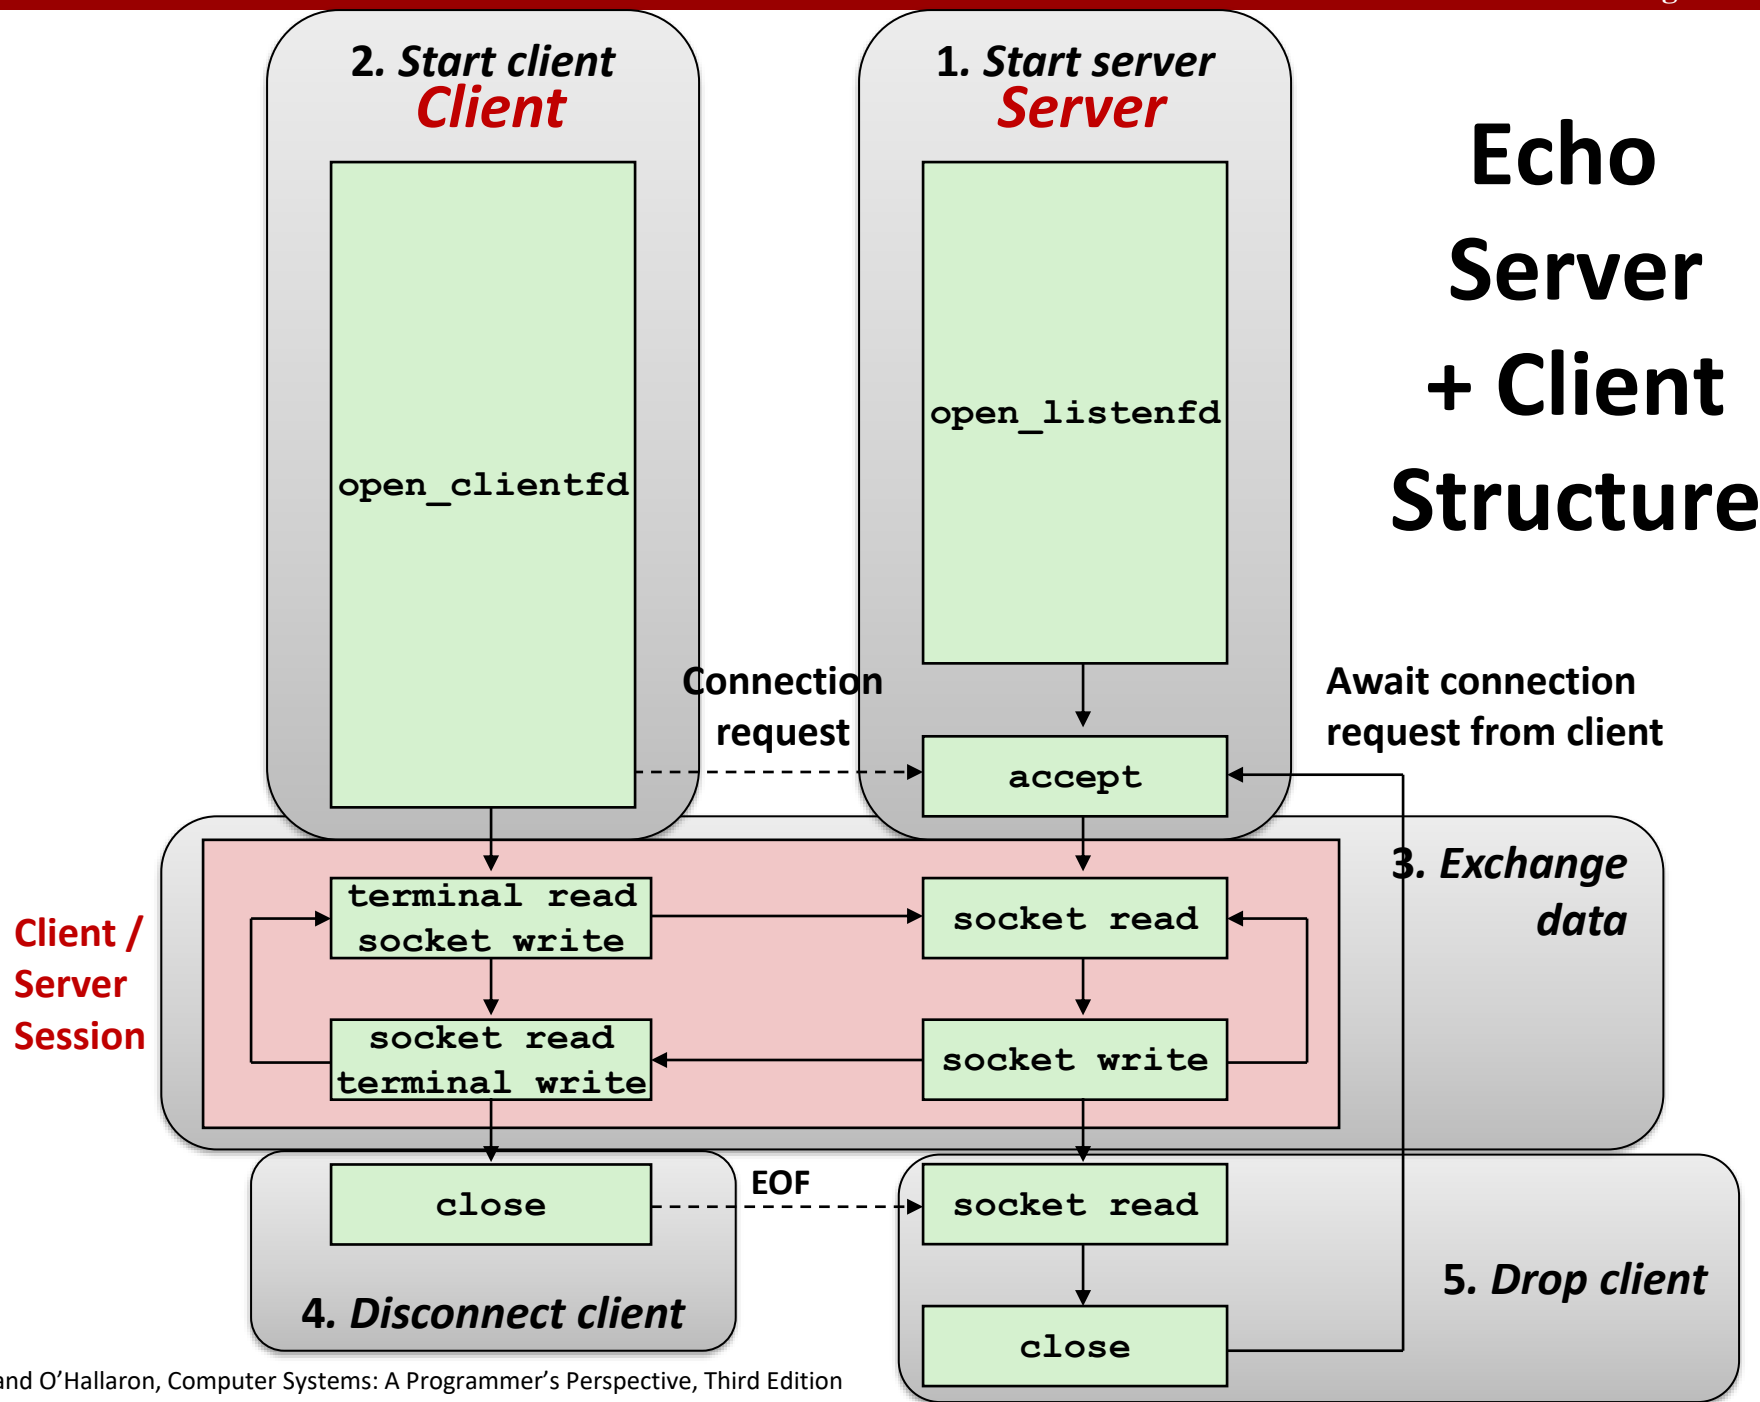 2. Start client
Client
1. Start server
Server
Echo
Server
+ Client
Structure
open_listenfd
open_clientfd
Connection
request
Await connection
request from client
accept
3. Exchange
data
Client /
Server
Session
terminal read
socket write
socket read
socket read
terminal write
socket write
close
EOF
socket read
4. Disconnect client
5. Drop client
close
and O’Hallaron, Computer Systems: A Programmer’s Perspective, Third Edition